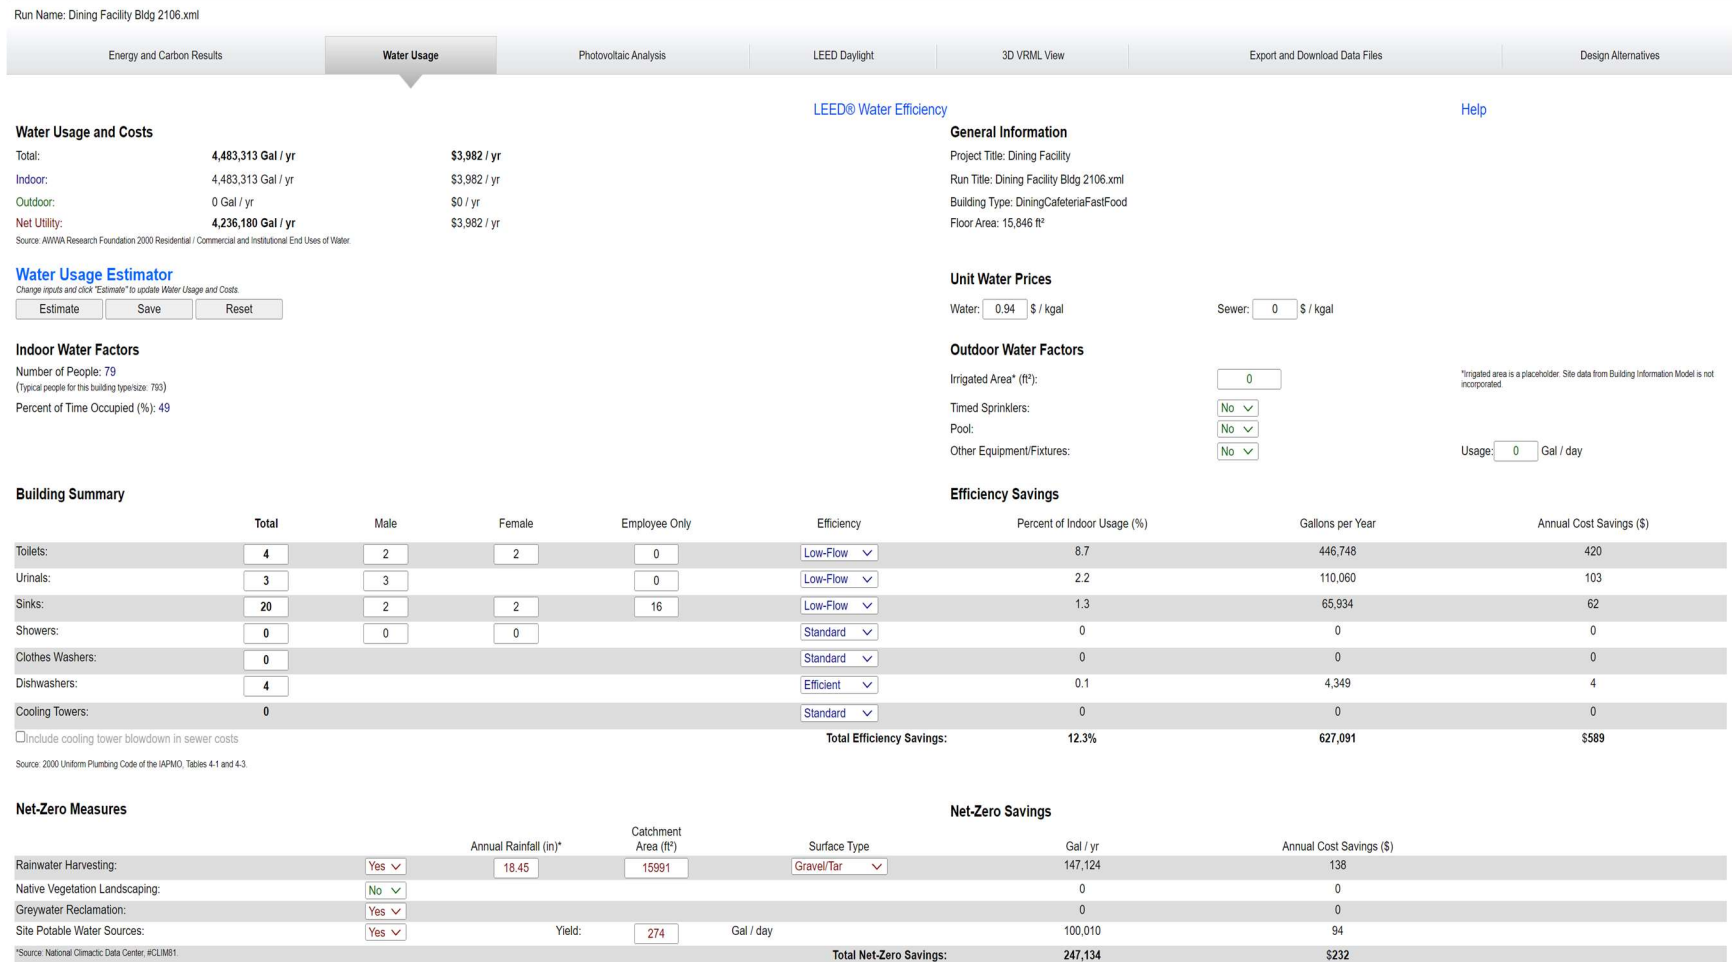 Run Name: Dining Facility Bldg 2106.xml
Energy and Carbon Results Water Usage Photovoltaic Analysis LEED Daylight 3D VRML View Export and Download Data Files Design Alternatives
LEED® Water Efficiency Help
Water Usage and Costs General Information
Total: 4,483,313 Gal / yr $3,982 / yr Project Title: Dining Facility
Indoor: 4,483,313 Gal / yr $3,982 / yr Run Title: Dining Facility Bldg 2106.xml
Outdoor: 0 Gal / yr $0 / yr Building Type: DiningCafeteriaFastFood
Net Utility: 4,236,180 Gal / yr $3,982 / yr Floor Area: 15,846 ft²
Source: AWWA Research Foundation 2000 Residential / Commercial and Institutional End Uses of Water.
Water Usage Estimator Unit Water Prices
Change inputs and click "Estimate" to update Water Usage and Costs.
Estimate Save Reset Water: 0.94 $ / kgal Sewer: 0 $ / kgal
Indoor Water Factors Outdoor Water Factors
Number of People: 79
(Typical people for this building type/size: 793)
Irrigated Area* (ft²): 0 *Irrigated area is a placeholder. Site data from Building Information Model is not
incorporated.
Percent of Time Occupied (%): 49 Timed Sprinklers: No
Pool: No
Other Equipment/Fixtures: No Usage: 0 Gal / day
Building Summary Efficiency Savings
Total Male Female Employee Only Efficiency Percent of Indoor Usage (%) Gallons per Year Annual Cost Savings ($)
Toilets: 4 2 2 0 Low-Flow 8.7 446,748 420
Urinals: 3 3 0 Low-Flow 2.2 110,060 103
Sinks: 20 2 2 16 Low-Flow 1.3 65,934 62
Showers: 0 0 0 Standard 0 0 0
Clothes Washers: 0 Standard 0 0 0
Dishwashers: 4 Efficient 0.1 4,349 4
Cooling Towers: 0 Standard 0 0 0
Include cooling tower blowdown in sewer costs Total Efficiency Savings: 12.3% 627,091 $589
Source: 2000 Uniform Plumbing Code of the IAPMO, Tables 4-1 and 4-3.
Net-Zero Measures Net-Zero Savings
Annual Rainfall (in)* Catchment
Area (ft²) Surface Type Gal / yr Annual Cost Savings ($)
Rainwater Harvesting: Yes 18.45 15991 Gravel/Tar 147,124 138
Native Vegetation Landscaping: No 0 0
Greywater Reclamation: Yes 0 0
Site Potable Water Sources: Yes Yield: 274 Gal / day 100,010 94
*Source: National Climactic Data Center, #CLIM81. Total Net-Zero Savings: 247,134 $232